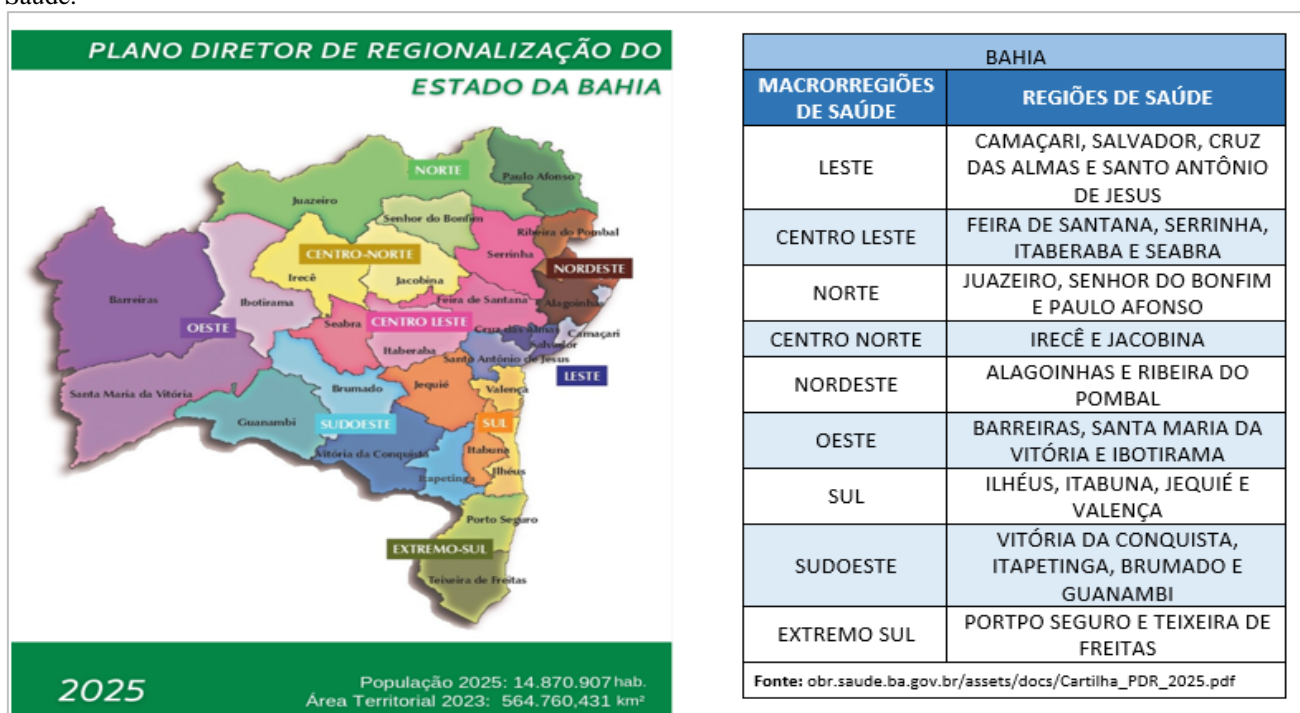 Saúde.
PLANO DIRETOR DE REGIONALIZAÇÃO DO
ESTADO DA BAHIA
NORTE
Paulo Afonso
Juazeiro
Senhor do Bonfim
Ribeira do Pombal
CENTRO-NORTE
Serrinha
NORDESTE
Irecê
Jacobina
Barreiras
Ibotirama
Feira de Santana
Alagoinhas
OESTE
Seabra
CENTRO LESTE
Cruz das Almas
Camaçari
Salvador
Itaberaba
Santo Antônio de Jesus
LESTE
Santa Maria da Vitória
Brumado
Jequié
Valença
Guanambi
SUDOESTE
SUL
Vitória da Conquista
Itabuna
Itapetinga
Ilhéus
Porto Seguro
EXTREMO-SUL
Teixeira de Freitas
2025
População 2025: 14.870.907 hab.
Área Territorial 2023: 564.760,431 km²
BAHIA
MACRORREGIÕES
DE SAÚDE
REGIÕES DE SAÚDE
LESTE
CAMAÇARI, SALVADOR, CRUZ
DAS ALMAS E SANTO ANTÔNIO
DE JESUS
CENTRO LESTE
FEIRA DE SANTANA, SERRINHA,
ITABERABA E SEABRA
NORTE
JUAZEIRO, SENHOR DO BONFIM
E PAULO AFONSO
CENTRO NORTE
IRECÊ E JACOBINA
NORDESTE
ALAGOINHAS E RIBEIRA DO
POMBAL
OESTE
BARREIRAS, SANTA MARIA DA
VITÓRIA E IBOTIRAMA
SUL
ILHÉUS, ITABUNA, JEQUIÉ E
VALENÇA
SUDOESTE
VITÓRIA DA CONQUISTA,
ITAPETINGA, BRUMADO E
GUANAMBI
EXTREMO SUL
PORTPO SEGURO E TEIXEIRA DE
FREITAS
Fonte: obr.saude.ba.gov.br/assets/docs/Cartilha_PDR_2025.pdf